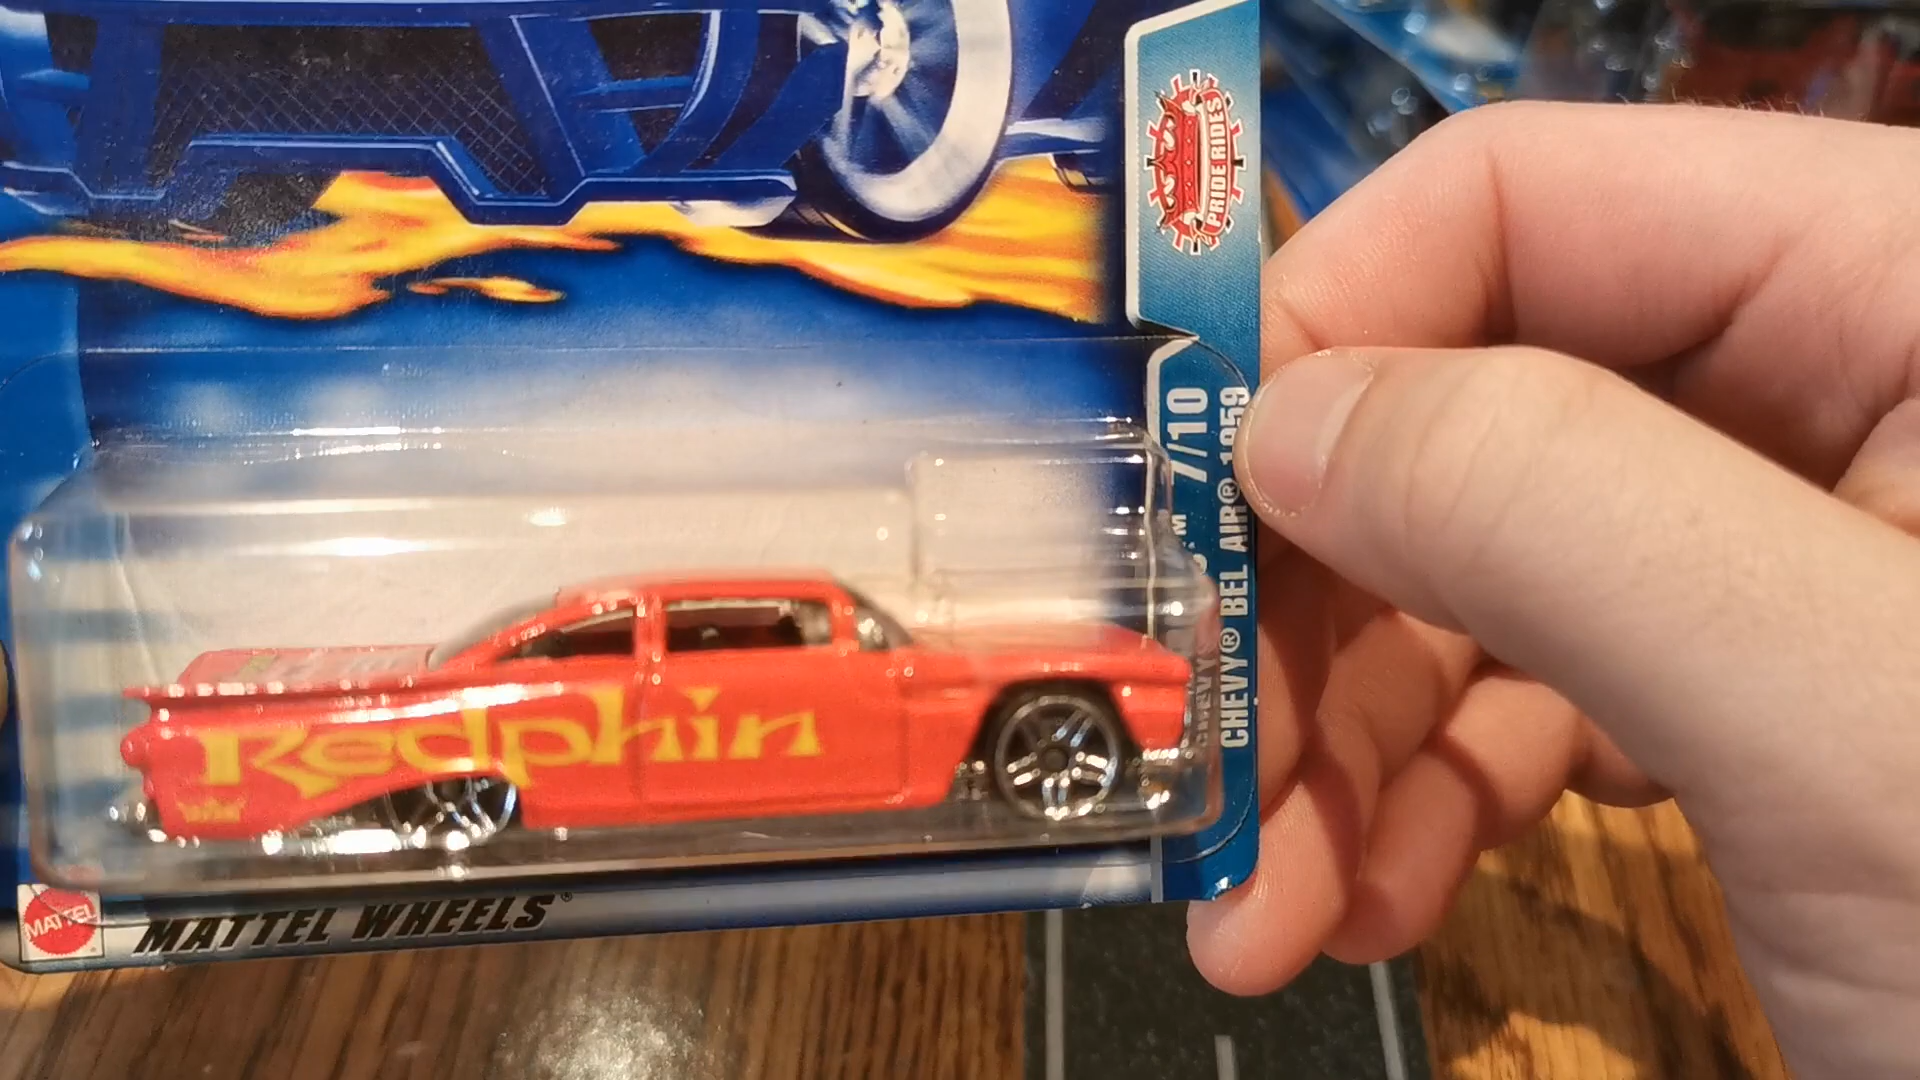 PRIDE RIDES
7/10
CHEVY® BEL AIR® 1959
Redphin
MATTEL
MATTEL WHEELS®